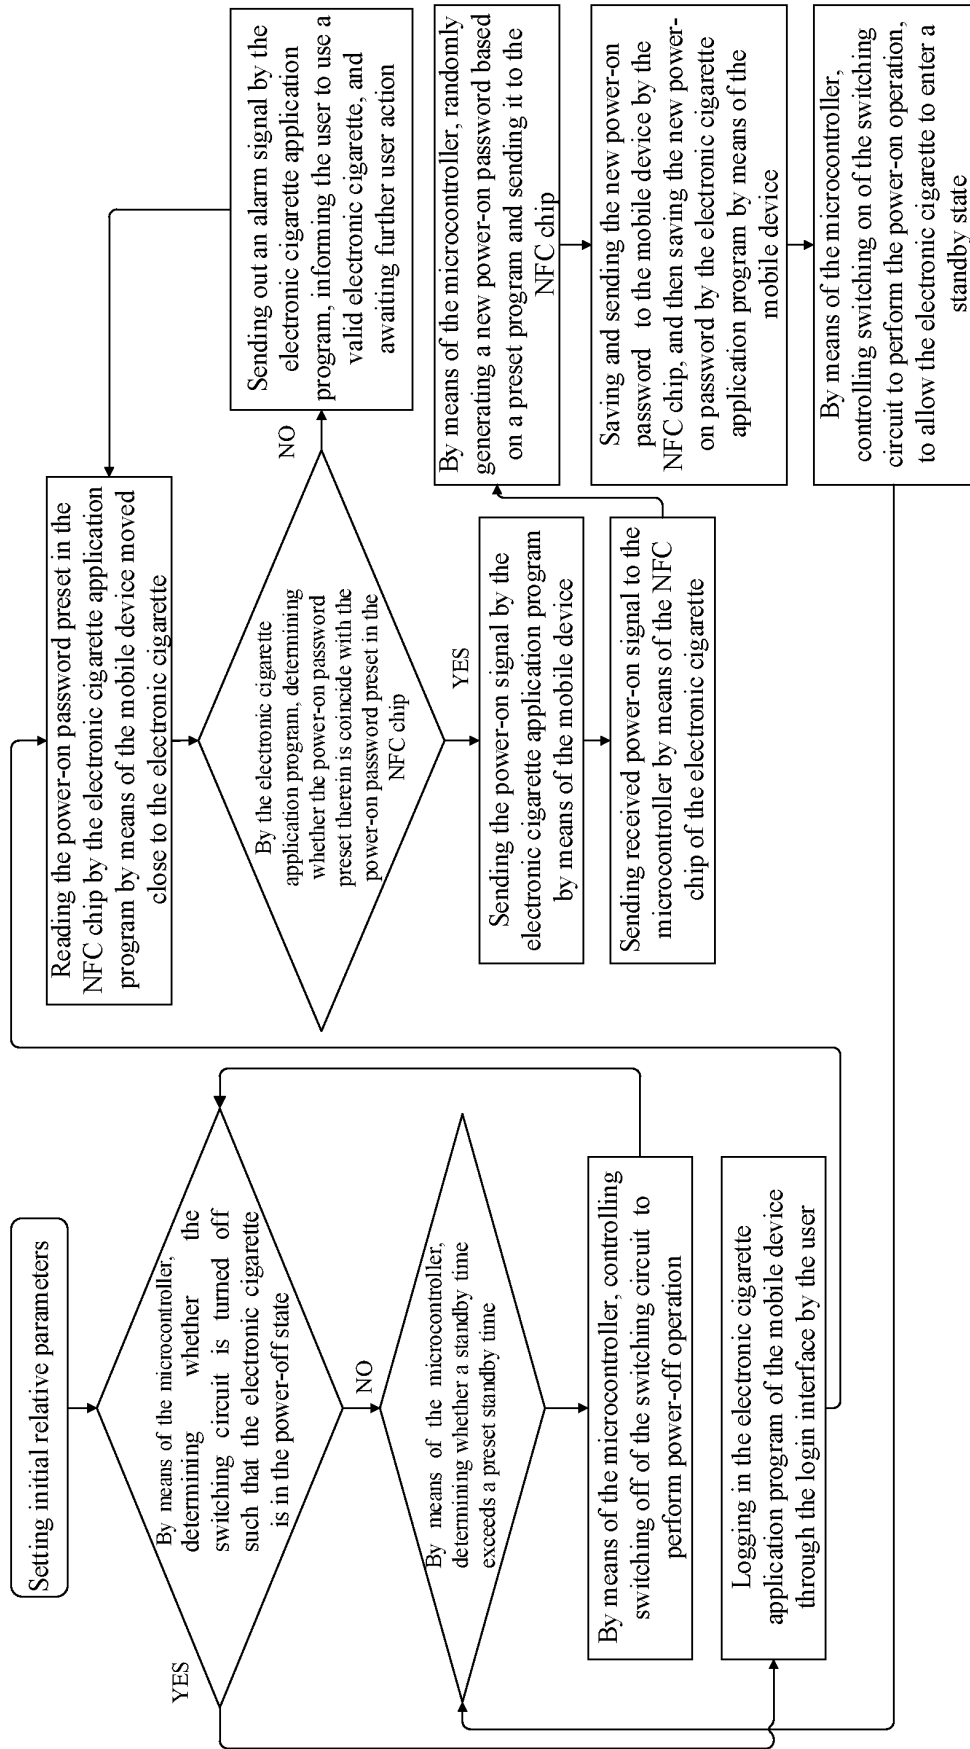 Setting initial relative parameters
By means of the microcontroller,
determining whether the
switching circuit is turned off
such that the electronic cigarette
is in the power-off state
YES
NO
By means of the microcontroller,
determining whether a standby time
exceeds a preset standby time
By means of the microcontroller, controlling
switching off of the switching circuit to
perform power-off operation
Logging in the electronic cigarette
application program of the mobile device
through the login interface by the user
Reading the power-on password preset in the
NFC chip by the electronic cigarette application
program by means of the mobile device moved
close to the electronic cigarette
By the electronic cigarette
application program, determining
whether the power-on password
preset therein is coincide with the
power-on password preset in the
NFC chip
NO
YES
Sending out an alarm signal by the
electronic cigarette application
program, informing the user to use a
valid electronic cigarette, and
awaiting further user action
Sending the power-on signal by the
electronic cigarette application program
by means of the mobile device
Sending received power-on signal to the
microcontroller by means of the NFC
chip of the electronic cigarette
By means of the microcontroller, randomly
generating a new power-on password based
on a preset program and sending it to the
NFC chip
Saving and sending the new power-on
password to the mobile device by the
NFC chip, and then saving the new power-
on password by the electronic cigarette
application program by means of the
mobile device
By means of the microcontroller,
controlling switching on of the switching
circuit to perform the power-on operation,
to allow the electronic cigarette to enter a
standby state